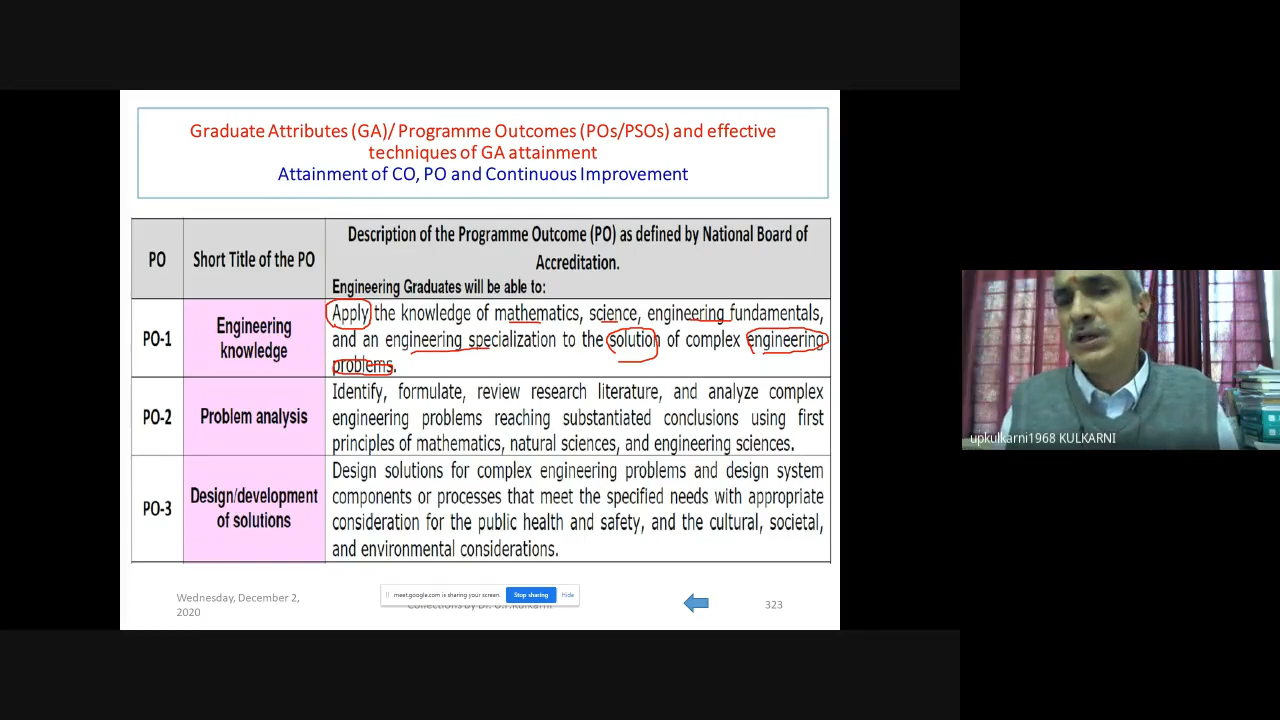 Graduate Attributes (GA)/ Programme Outcomes (POs/PSOs) and effective
techniques of GA attainment
Attainment of CO, PO and Continuous Improvement
PO
Short Title of the PO
Description of the Programme Outcome (PO) as defined by National Board of
Accreditation.
Engineering Graduates will be able to:
PO-1
Engineering
knowledge
Apply the knowledge of mathematics, science, engineering fundamentals,
and an engineering specialization to the solution of complex engineering
problems.
PO-2
Problem analysis
Identify, formulate, review research literature, and analyze complex
engineering problems reaching substantiated conclusions using first
principles of mathematics, natural sciences, and engineering sciences.
PO-3
Design/development
of solutions
Design solutions for complex engineering problems and design system
components or processes that meet the specified needs with appropriate
consideration for the public health and safety, and the cultural, societal,
and environmental considerations.
Wednesday, December 2,
2020
meet.google.com is sharing your screen.
Stop sharing
Hide
Collections by Dr. U.P.Kulkarni
323
upkulkarni1968 KULKARNI